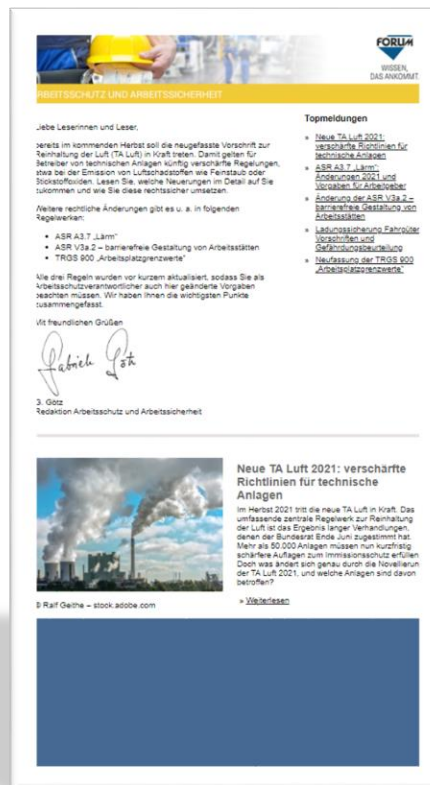 FORUM
WISSEN,
DAS ANKOMMT.
ARBEITSSCHUTZ UND ARBEITSSICHERHEIT
Liebe Leserinnen und Leser,
bereits im kommenden Herbst soll die neugefasste Vorschrift zur
Reinhaltung der Luft (TA Luft) in Kraft treten. Damit gelten für
Betreiber von technischen Anlagen künftig verschärfte Regelungen,
etwa bei der Emission von Luftschadstoffen wie Feinstaub oder
Stickstoffoxiden. Lesen Sie, welche Neuerungen im Detail auf Sie
zukommen und wie Sie diese rechtssicher umsetzen.
Weitere rechtliche Änderungen gibt es u. a. in folgenden
Regelwerken:
• ASR A3.7 „Lärm“
• ASR V3a.2 – barrierefreie Gestaltung von Arbeitsstätten
• TRGS 900 „Arbeitsplatzgrenzwerte“
Alle drei Regeln wurden vor kurzem aktualisiert, sodass Sie als
Arbeitsschutzverantwortlicher auch hier geänderte Vorgaben
beachten müssen. Wir haben Ihnen die wichtigsten Punkte
zusammengefasst.
Mit freundlichen Grüßen
Gabriele Götz
G. Götz
Redaktion Arbeitsschutz und Arbeitssicherheit
Topmeldungen
» Neue TA Luft 2021:
verschärfte Richtlinien für
technische Anlagen
» ASR A3.7 „Lärm“:
Änderungen 2021 und
Vorgaben für Arbeitgeber
» Änderung der ASR V3a.2 –
barrierefreie Gestaltung von
Arbeitsstätten
» Ladungssicherung Fahrgüter
Vorschriften und
Gefährdungsbeurteilung
» Neufassung der TRGS 900
„Arbeitsplatzgrenzwerte“
Neue TA Luft 2021: verschärfte
Richtlinien für technische
Anlagen
Im Herbst 2021 tritt die neue TA Luft in Kraft. Das
umfassende zentrale Regelwerk zur Reinhaltung
der Luft ist das Ergebnis langer Verhandlungen,
denen der Bundesrat Ende Juni zugestimmt hat.
Mehr als 50.000 Anlagen müssen nun kurzfristig
schärfere Auflagen zum Immissionsschutz erfüllen
Doch was ändert sich genau durch die Novellierun
der TA Luft 2021, und welche Anlagen sind davon
betroffen?
» Weiterlesen
© Ralf Geithe – stock.adobe.com